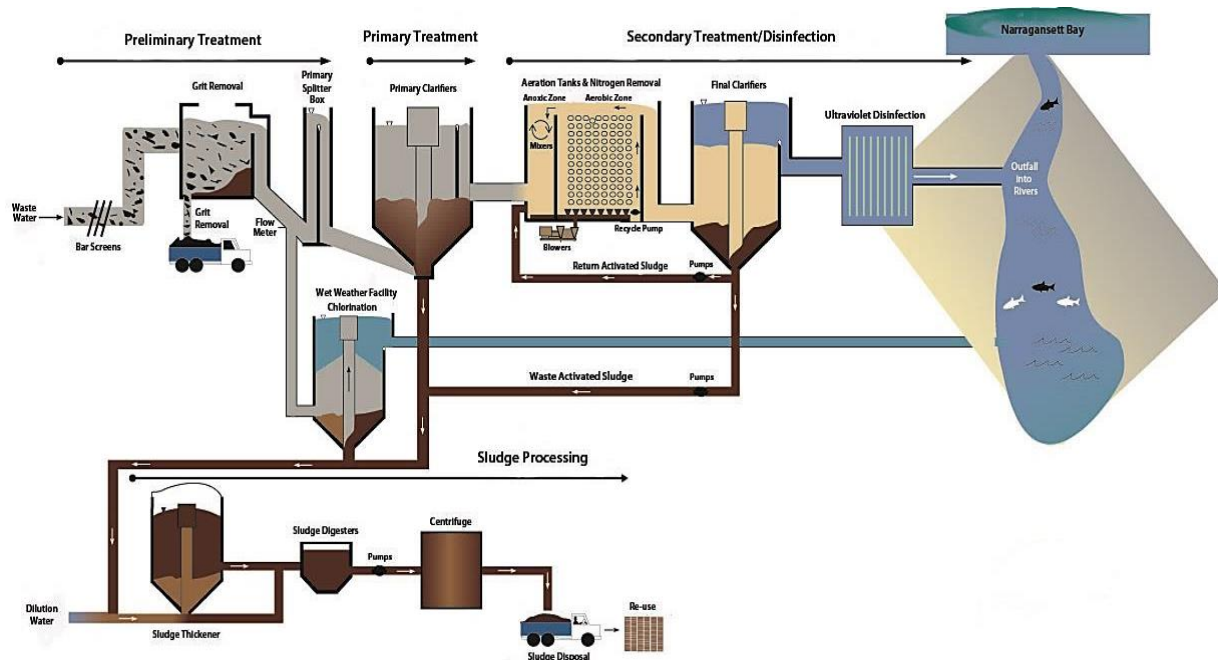 Preliminary Treatment
Primary Treatment
Secondary Treatment/Disinfection
Narragansett Bay
Grit Removal
Primary
Splitter
Box
Primary Clarifiers
Aeration Tanks & Nitrogen Removal
Anoxic Zone
Aerobic Zone
Final Clarifiers
Ultraviolet Disinfection
Mixers
Outfall
into
Rivers
Waste
Water
Bar Screens
Grit
Removal
Flow
Meter
Recycle Pump
Blowers
Return Activated Sludge
Pumps
Wet Weather Facility
Chlorination
Waste Activated Sludge
Pumps
Sludge Processing
Sludge Digesters
Centrifuge
Pumps
Dilution
Water
Sludge Thickener
Re-use
Sludge Disposal